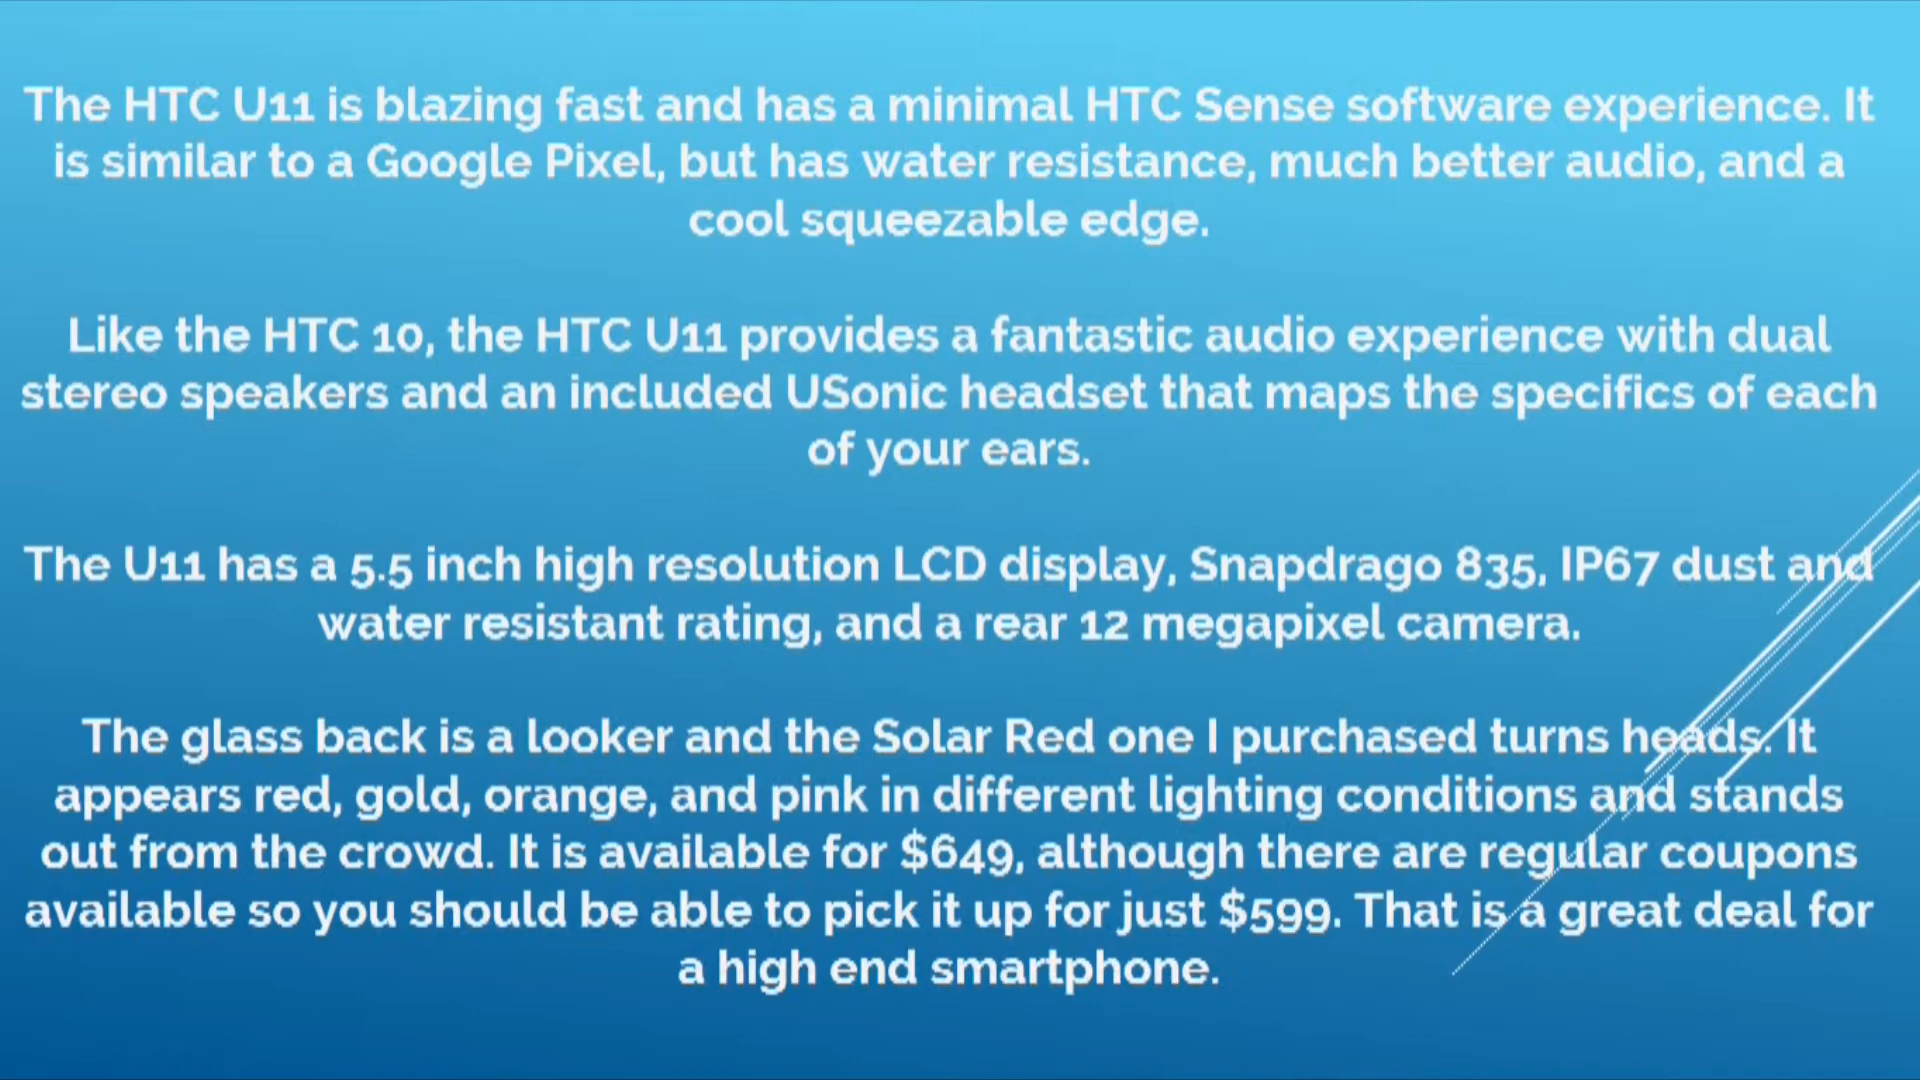 The HTC U11 is blazing fast and has a minimal HTC Sense software experience. It
is similar to a Google Pixel, but has water resistance, much better audio, and a
cool squeezable edge.
Like the HTC 10, the HTC U11 provides a fantastic audio experience with dual
stereo speakers and an included USonic headset that maps the specifics of each
of your ears.
The U11 has a 5.5 inch high resolution LCD display, Snapdrago 835, IP67 dust and
water resistant rating, and a rear 12 megapixel camera.
The glass back is a looker and the Solar Red one I purchased turns heads. It
appears red, gold, orange, and pink in different lighting conditions and stands
out from the crowd. It is available for $649, although there are regular coupons
available so you should be able to pick it up for just $599. That is a great deal for
a high end smartphone.